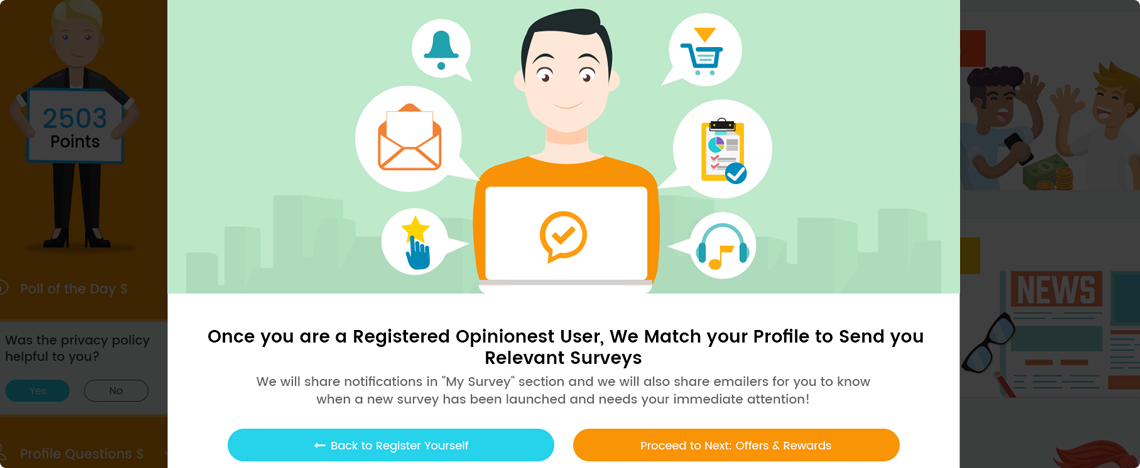 2503
Points
Poll of the Day $
Was the privacy policy
helpful to you?
Yes
No
Profile Questions $
Once you are a Registered Opinionest User, We Match your Profile to Send you
Relevant Surveys
We will share notifications in "My Survey" section and we will also share emailers for you to know
when a new survey has been launched and needs your immediate attention!
← Back to Register Yourself
Proceed to Next: Offers & Rewards
NEWS